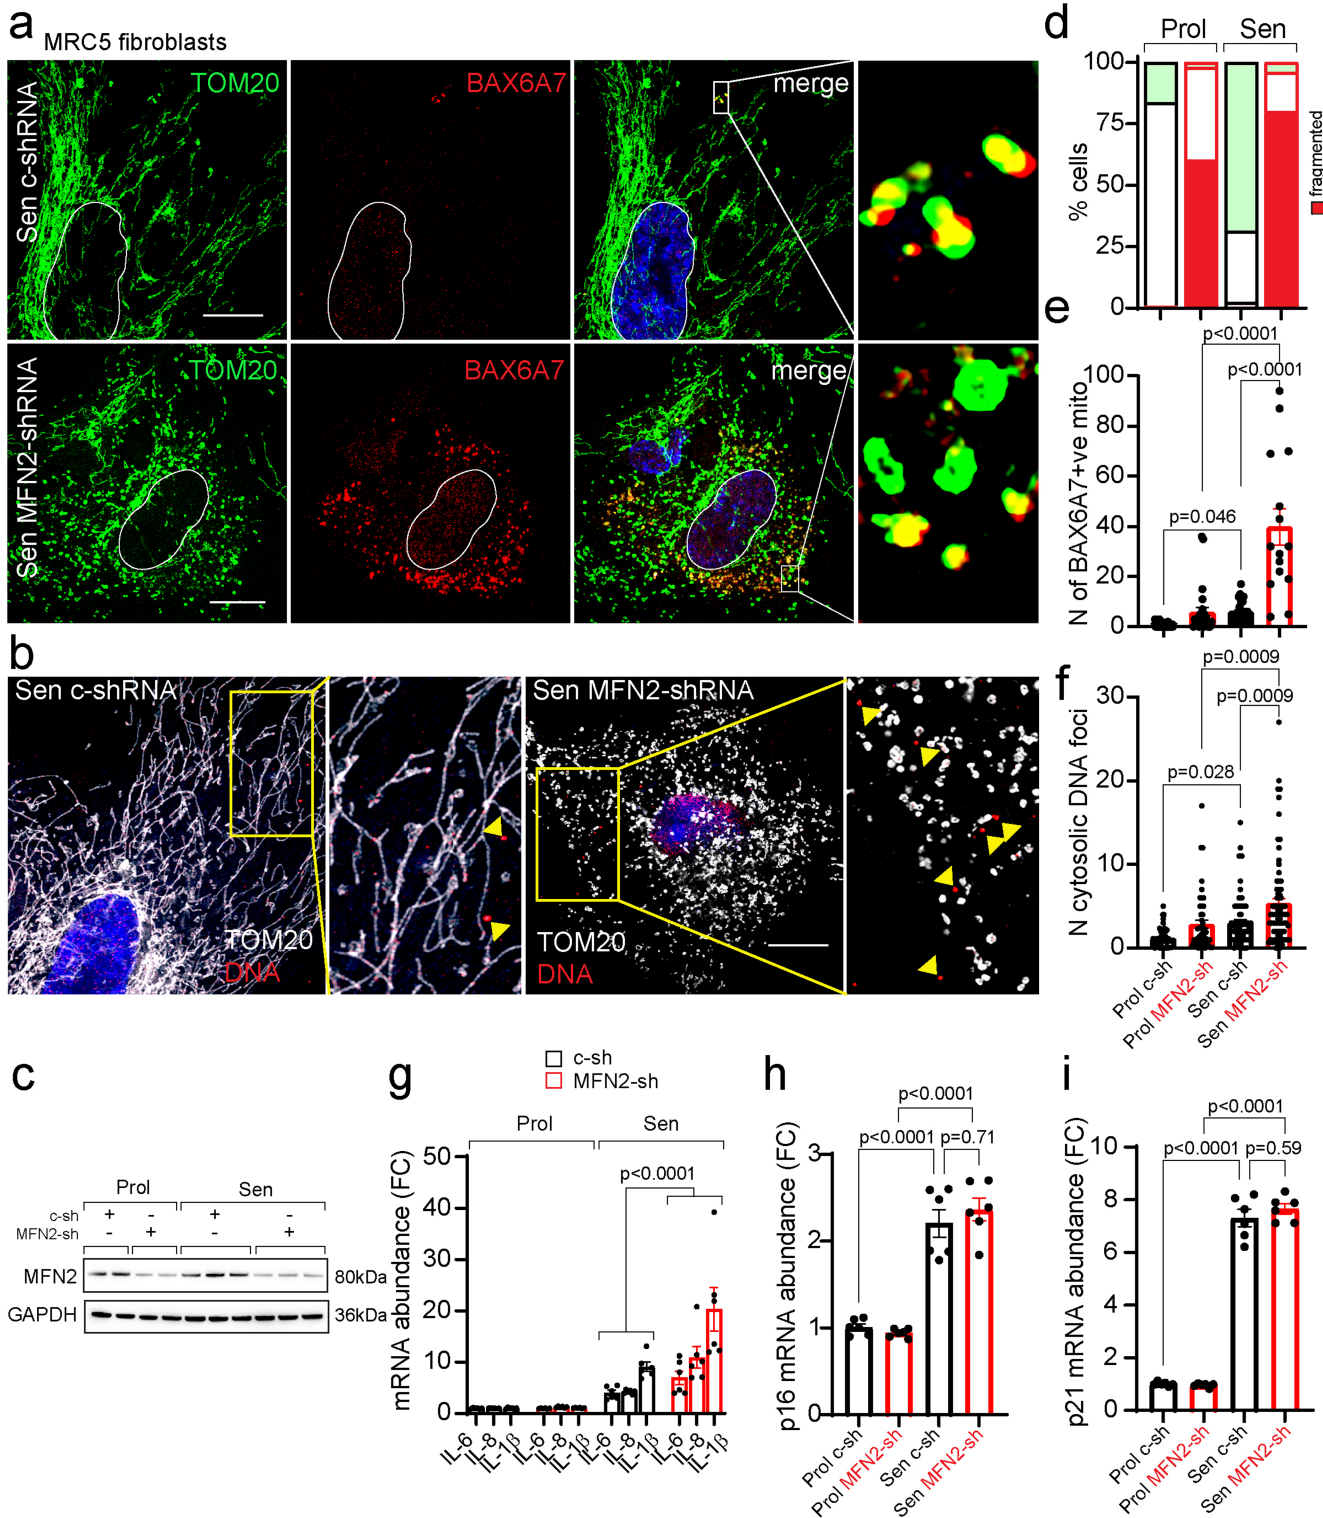 a
MRC5 fibroblasts
Sen c-shRNA
TOM20
BAX6A7
merge
Sen MFN2-shRNA
TOM20
BAX6A7
merge
b
Sen c-shRNA
TOM20
DNA
Sen MFN2-shRNA
TOM20
DNA
c
Prol Sen
c-sh + - + -
MFN2-sh - + - +
MFN2 80kDa
GAPDH 36kDa
d
Prol Sen
% cells
100
75
50
25
0
fragmented
e
N of BAX6A7+ve mito
p<0.0001
p<0.0001
p=0.046
100
80
60
40
20
0
f
N cytosolic DNA foci
p=0.0009
p=0.0009
p=0.028
30
20
10
0
Prol c-sh
Prol MFN2-sh
Sen c-sh
Sen MFN2-sh
c-sh
MFN2-sh
g
Prol Sen
p<0.0001
mRNA abundance (FC)
50
40
30
20
10
0
IL-6 IL-8 IL-1β IL-6 IL-8 IL-1β IL-6 IL-8 IL-1β IL-6 IL-8 IL-1β
h
p<0.0001
p<0.0001 p=0.71
p16 mRNA abundance (FC)
3
2
1
0
Prol c-sh
Prol MFN2-sh
Sen c-sh
Sen MFN2-sh
i
p<0.0001
p<0.0001 p=0.59
p21 mRNA abundance (FC)
10
8
6
4
2
0
Prol c-sh
Prol MFN2-sh
Sen c-sh
Sen MFN2-sh